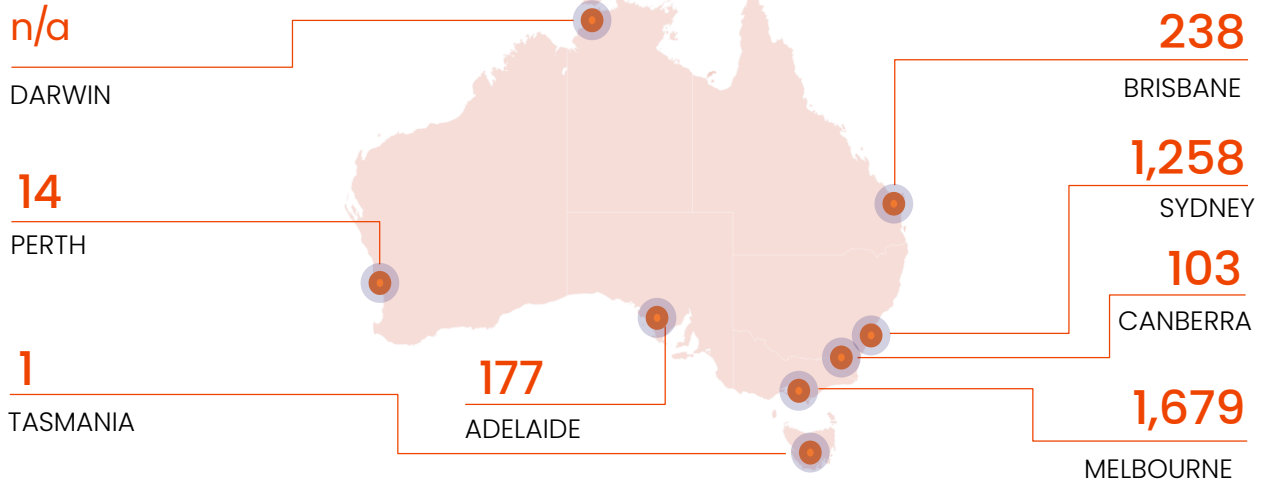 n/a
DARWIN
14
PERTH
1
TASMANIA
177
ADELAIDE
238
BRISBANE
1,258
SYDNEY
103
CANBERRA
1,679
MELBOURNE